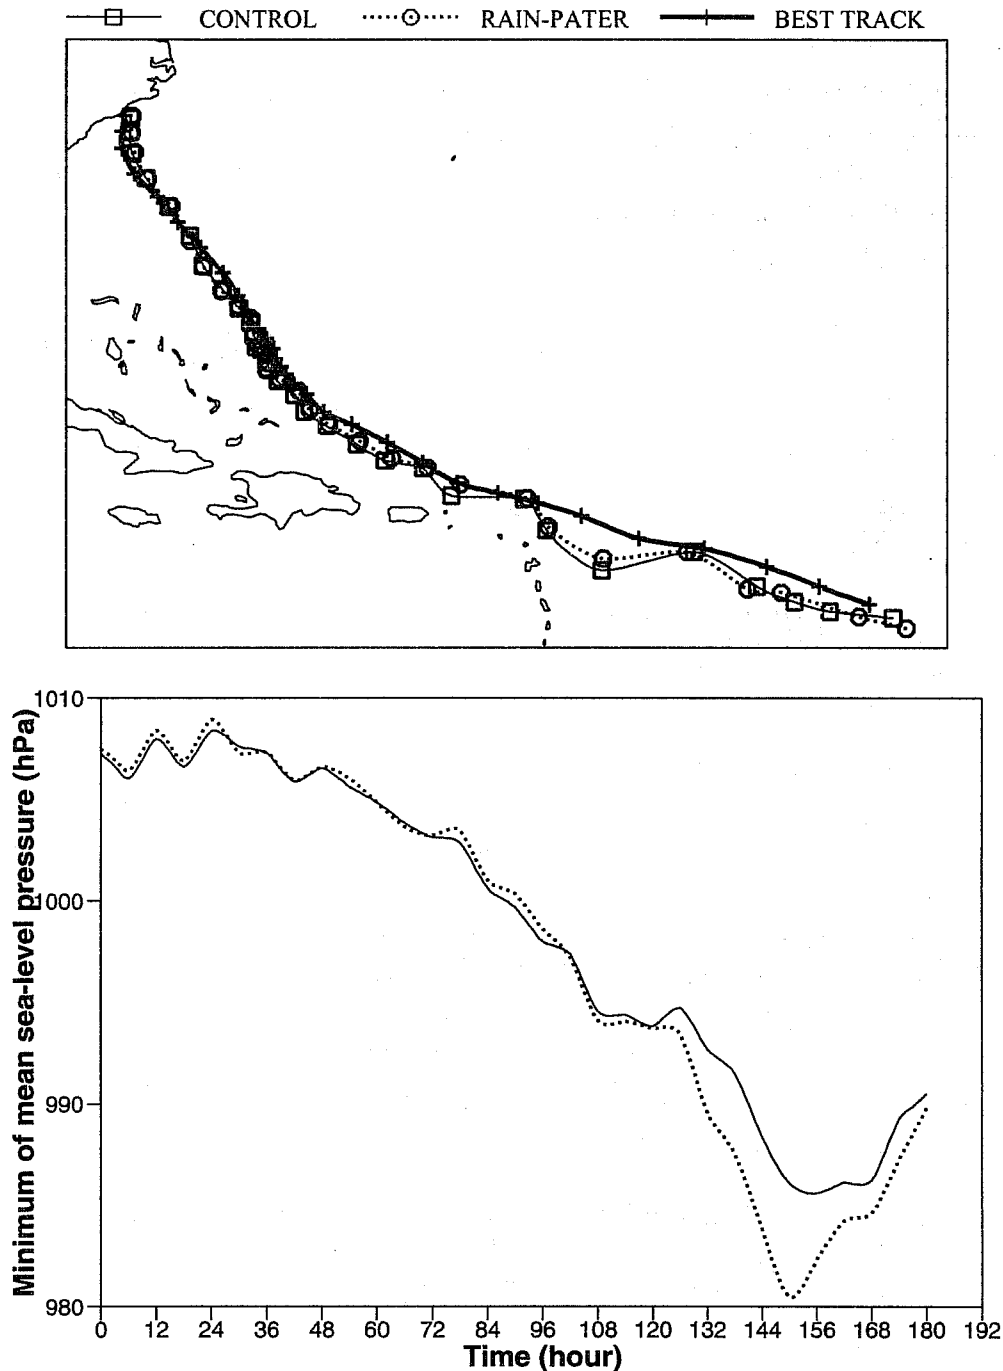 CONTROL RAIN-PATER BEST TRACK
Minimum of mean sea-level pressure (hPa)
1010
1000
990
980
0 12 24 36 48 60 72 84 96 108 120 132 144 156 168 180 192
Time (hour)